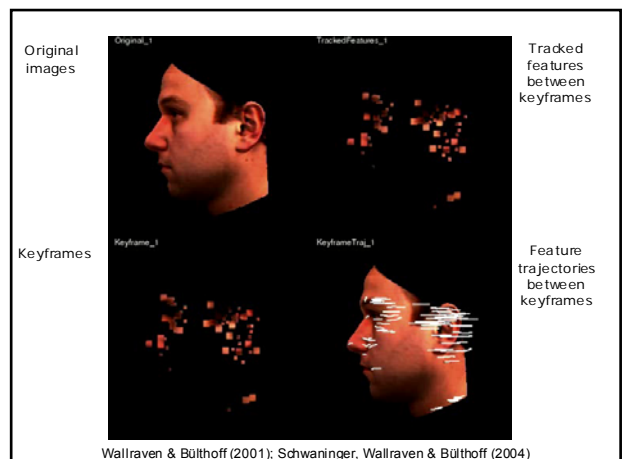 Original
images
Original_1
TrackedFeatures_1
Tracked
features
between
keyframes
Keyframes
Keyframe_1
KeyframeTraj_1
Feature
trajectories
between
keyframes
Wallraven & Bülthoff (2001); Schwaninger, Wallraven & Bülthoff (2004)